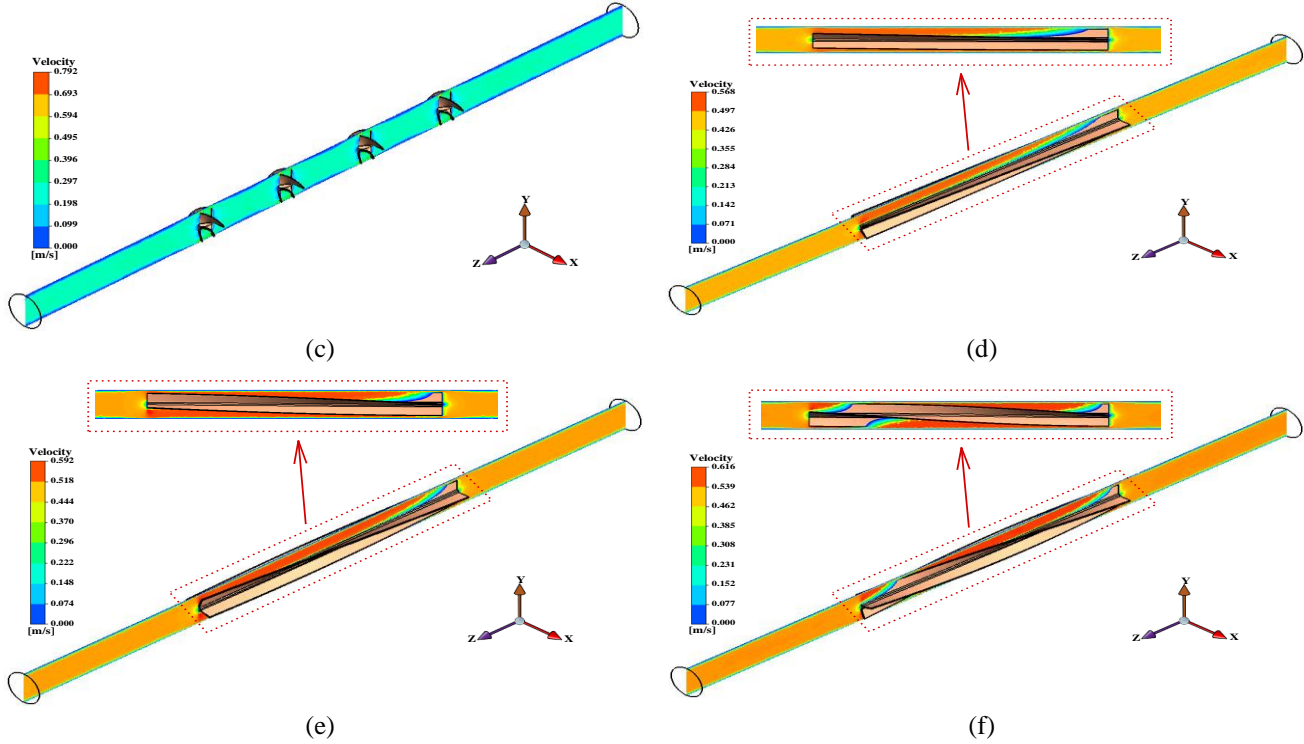 Velocity
0.792
0.693
0.594
0.495
0.396
0.297
0.198
0.099
0.000
[m/s]
Y
Z
X
(c)
Velocity
0.568
0.497
0.426
0.355
0.284
0.213
0.142
0.071
0.000
[m/s]
Y
Z
X
(d)
Velocity
0.592
0.518
0.444
0.370
0.296
0.222
0.148
0.074
0.000
[m/s]
Y
Z
X
(e)
Velocity
0.616
0.539
0.462
0.385
0.308
0.231
0.152
0.077
0.000
[m/s]
Y
Z
X
(f)